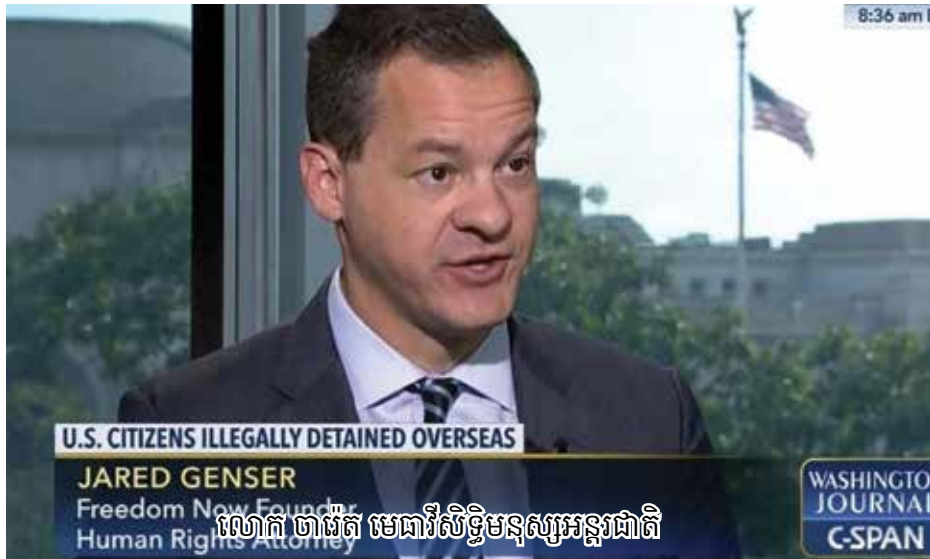 8:36 am
U.S. CITIZENS ILLEGALLY DETAINED OVERSEAS
JARED GENSER
Freedom Now Founder
Human Rights Attorney
លោក ចារ៉េត មេធាវីសិទ្ធិមនុស្សអន្តរជាតិ
WASHINGTO
JOURNA
C-SPAN